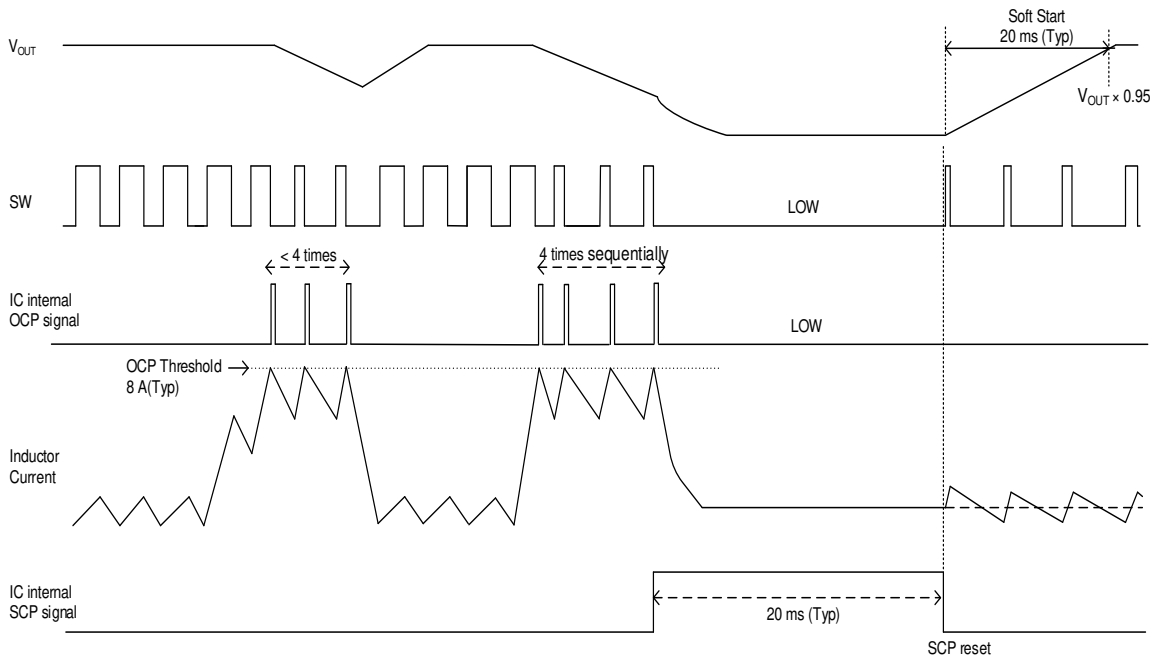 Soft Start
20 ms (Typ)
VOUT
VOUT × 0.95
SW
LOW
< 4 times
4 times sequentially
IC internal
OCP signal
LOW
OCP Threshold
8 A(Typ)
Inductor
Current
IC internal
SCP signal
20 ms (Typ)
SCP reset